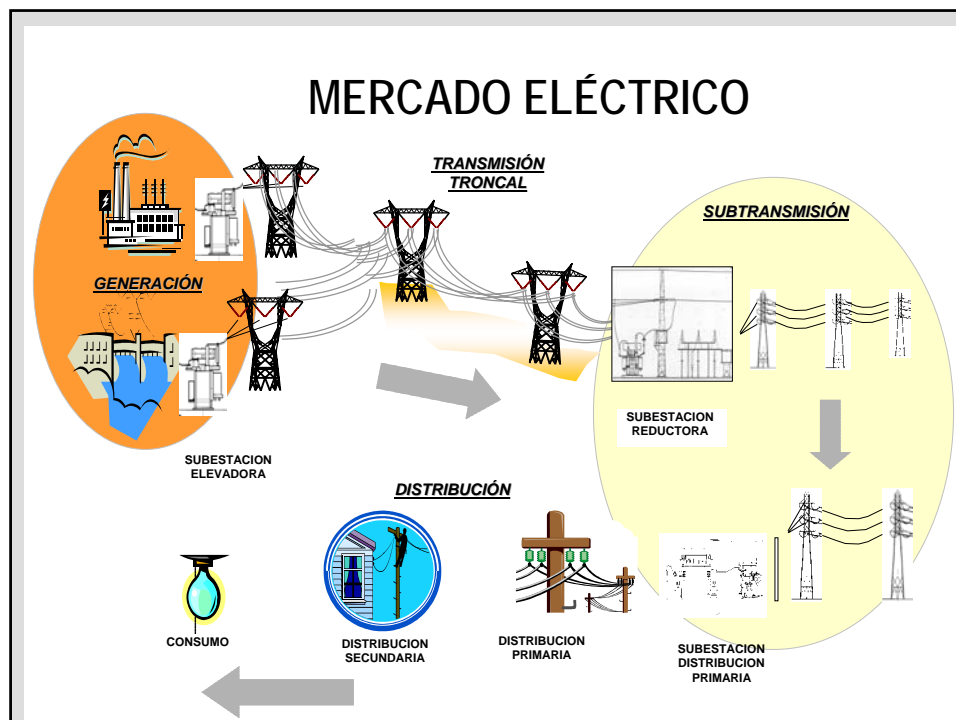 MERCADO ELÉCTRICO
TRANSMISIÓN
TRONCAL
SUBTRANSMISIÓN
GENERACIÓN
SUBESTACION
REDUCTORA
SUBESTACION
ELEVADORA
DISTRIBUCIÓN
CONSUMO
DISTRIBUCION
SECUNDARIA
DISTRIBUCION
PRIMARIA
SUBESTACION
DISTRIBUCION
PRIMARIA